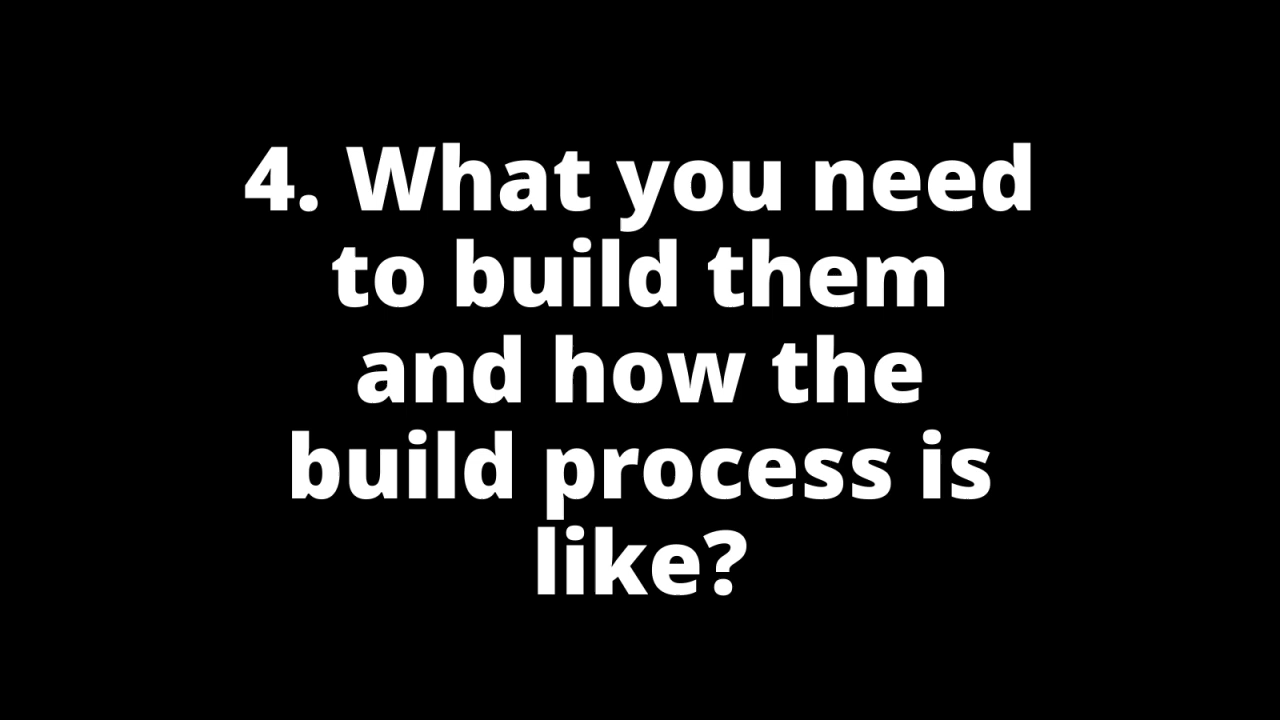 4. What you need
to build them
and how the
build process is
like?